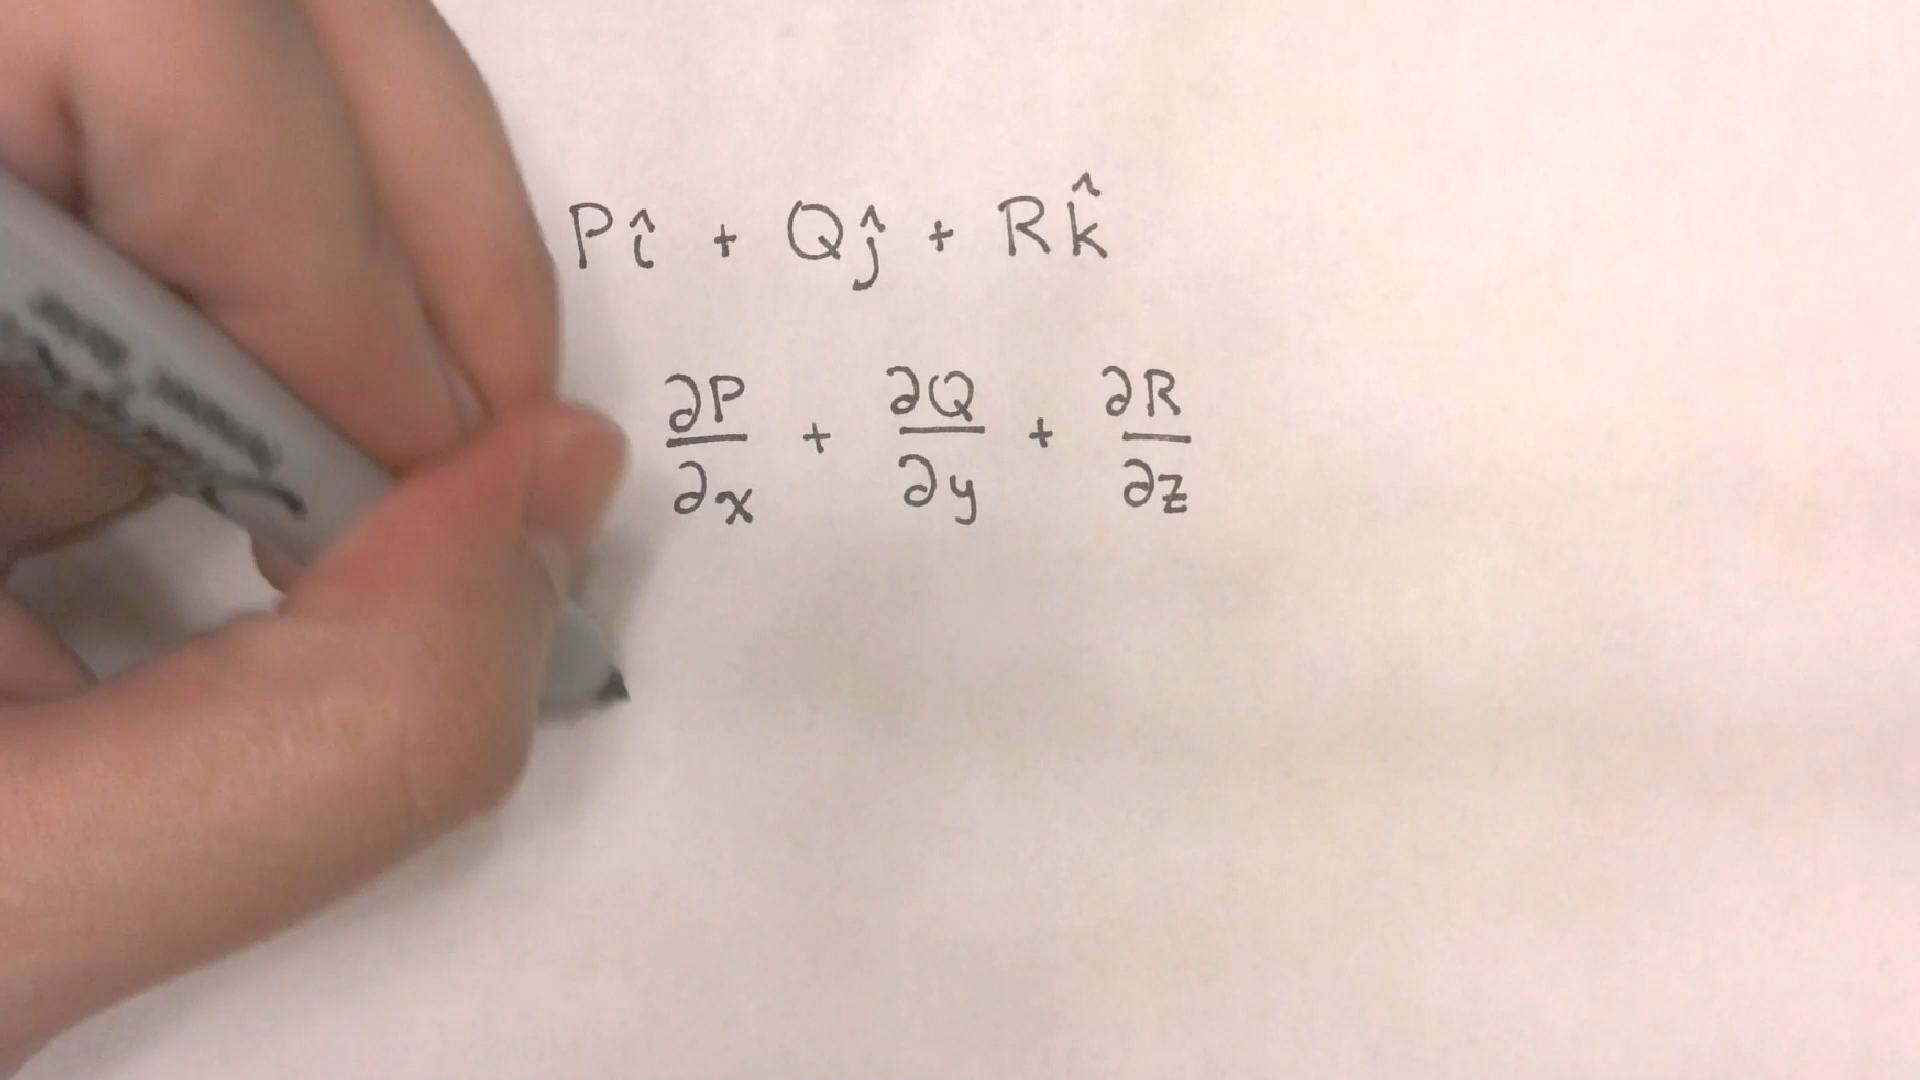 Pî + Qĵ + Rk̂
∂P/∂x + ∂Q/∂y + ∂R/∂z